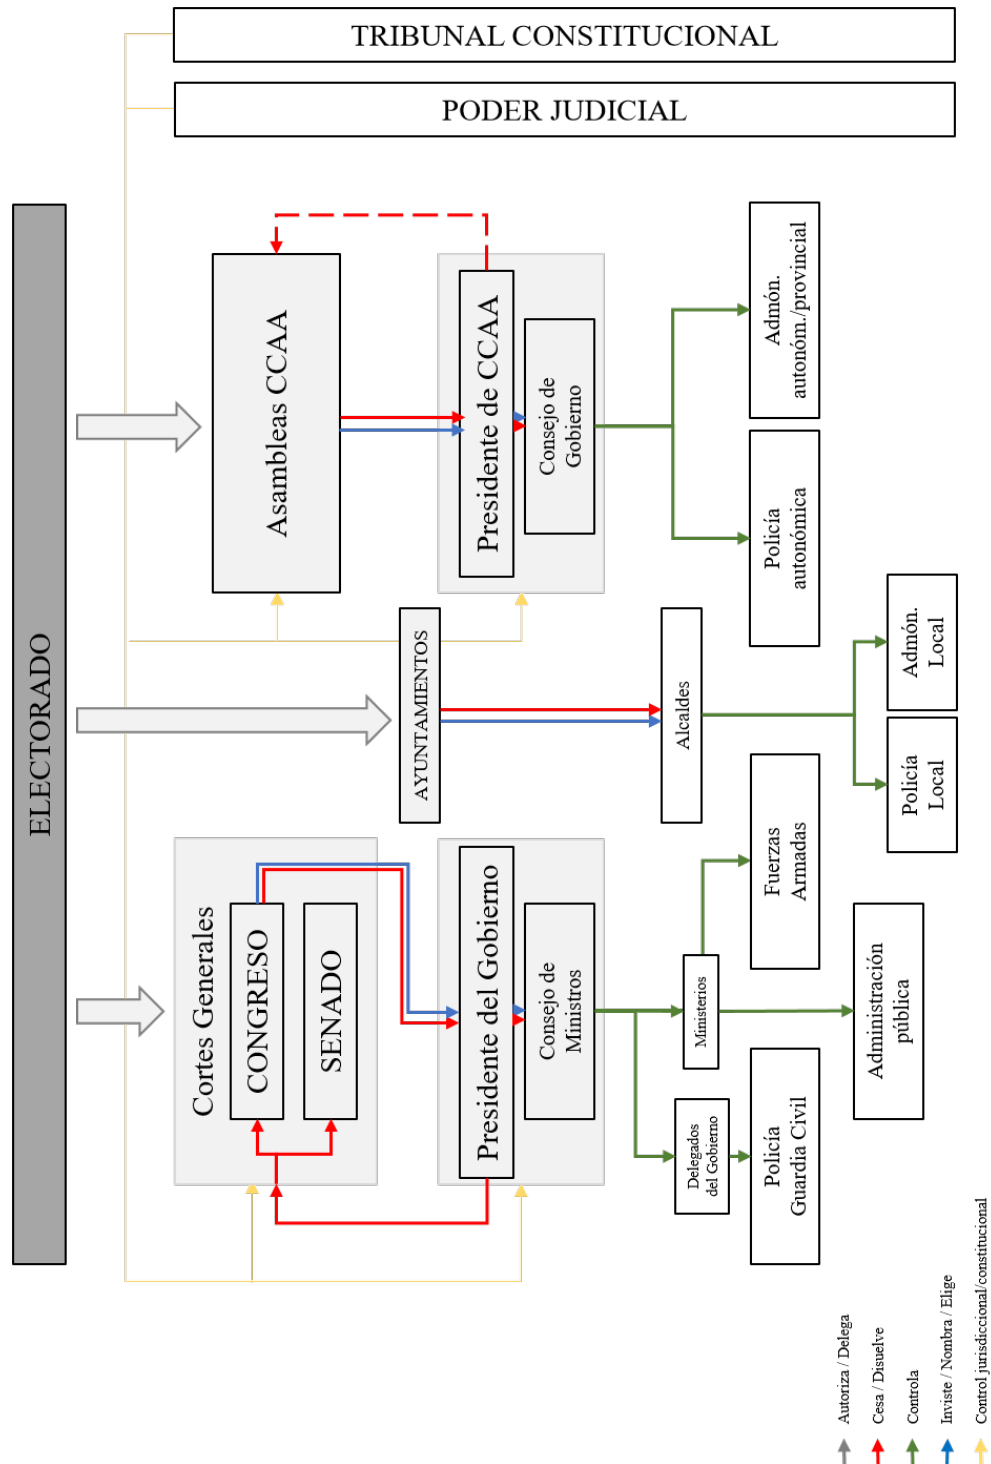 TRIBUNAL CONSTITUCIONAL
PODER JUDICIAL
ELECTORADO
Cortes Generales
CONGRESO
SENADO
Presidente del Gobierno
Consejo de
Ministros
Delegados
del Gobierno
Ministerios
Policía
Guardia Civil
Administración
pública
Fuerzas
Armadas
AYUNTAMIENTOS
Alcaldes
Policía
Local
Admón.
Local
Asambleas CCAA
Presidente de CCAA
Consejo de
Gobierno
Policía
autonómica
Admón.
autonóm./provincial
Autoriza / Delega
Cesa / Disuelve
Controla
Inviste / Nombra / Elige
Control jurisdiccional/constitucional